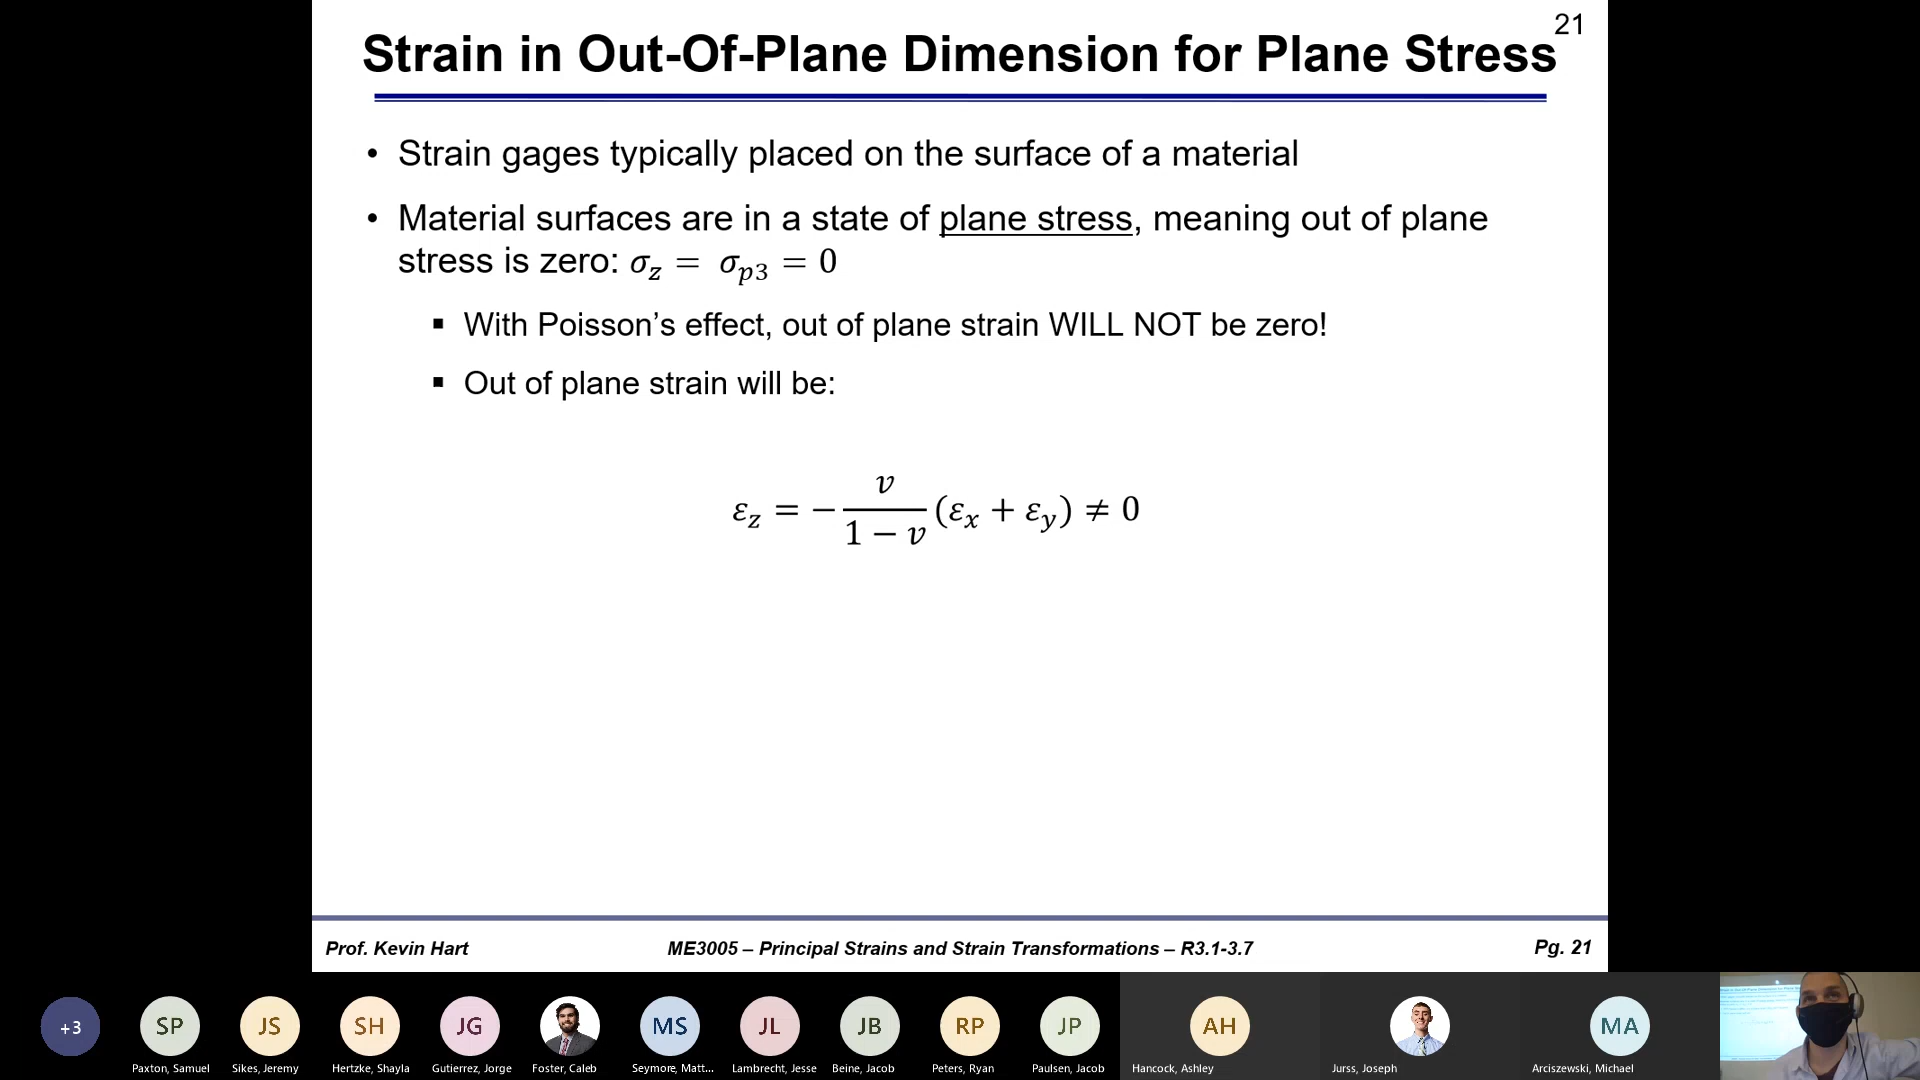 21
Strain in Out-Of-Plane Dimension for Plane Stress
• Strain gages typically placed on the surface of a material
• Material surfaces are in a state of plane stress, meaning out of plane
stress is zero: σz = σp3 = 0
▪ With Poisson’s effect, out of plane strain WILL NOT be zero!
▪ Out of plane strain will be:
εz = − v/(1 − v) (εx + εy) ≠ 0
Prof. Kevin Hart ME3005 – Principal Strains and Strain Transformations – R3.1-3.7 Pg. 21
+3 SP JS SH JG MS JL JB RP JP AH MA
Paxton, Samuel Sikes, Jeremy Hertzke, Shayla Gutierrez, Jorge Foster, Caleb Seymore, Matt... Lambrecht, Jesse Beine, Jacob Peters, Ryan Paulsen, Jacob Hancock, Ashley Jurss, Joseph Arciszewski, Michael